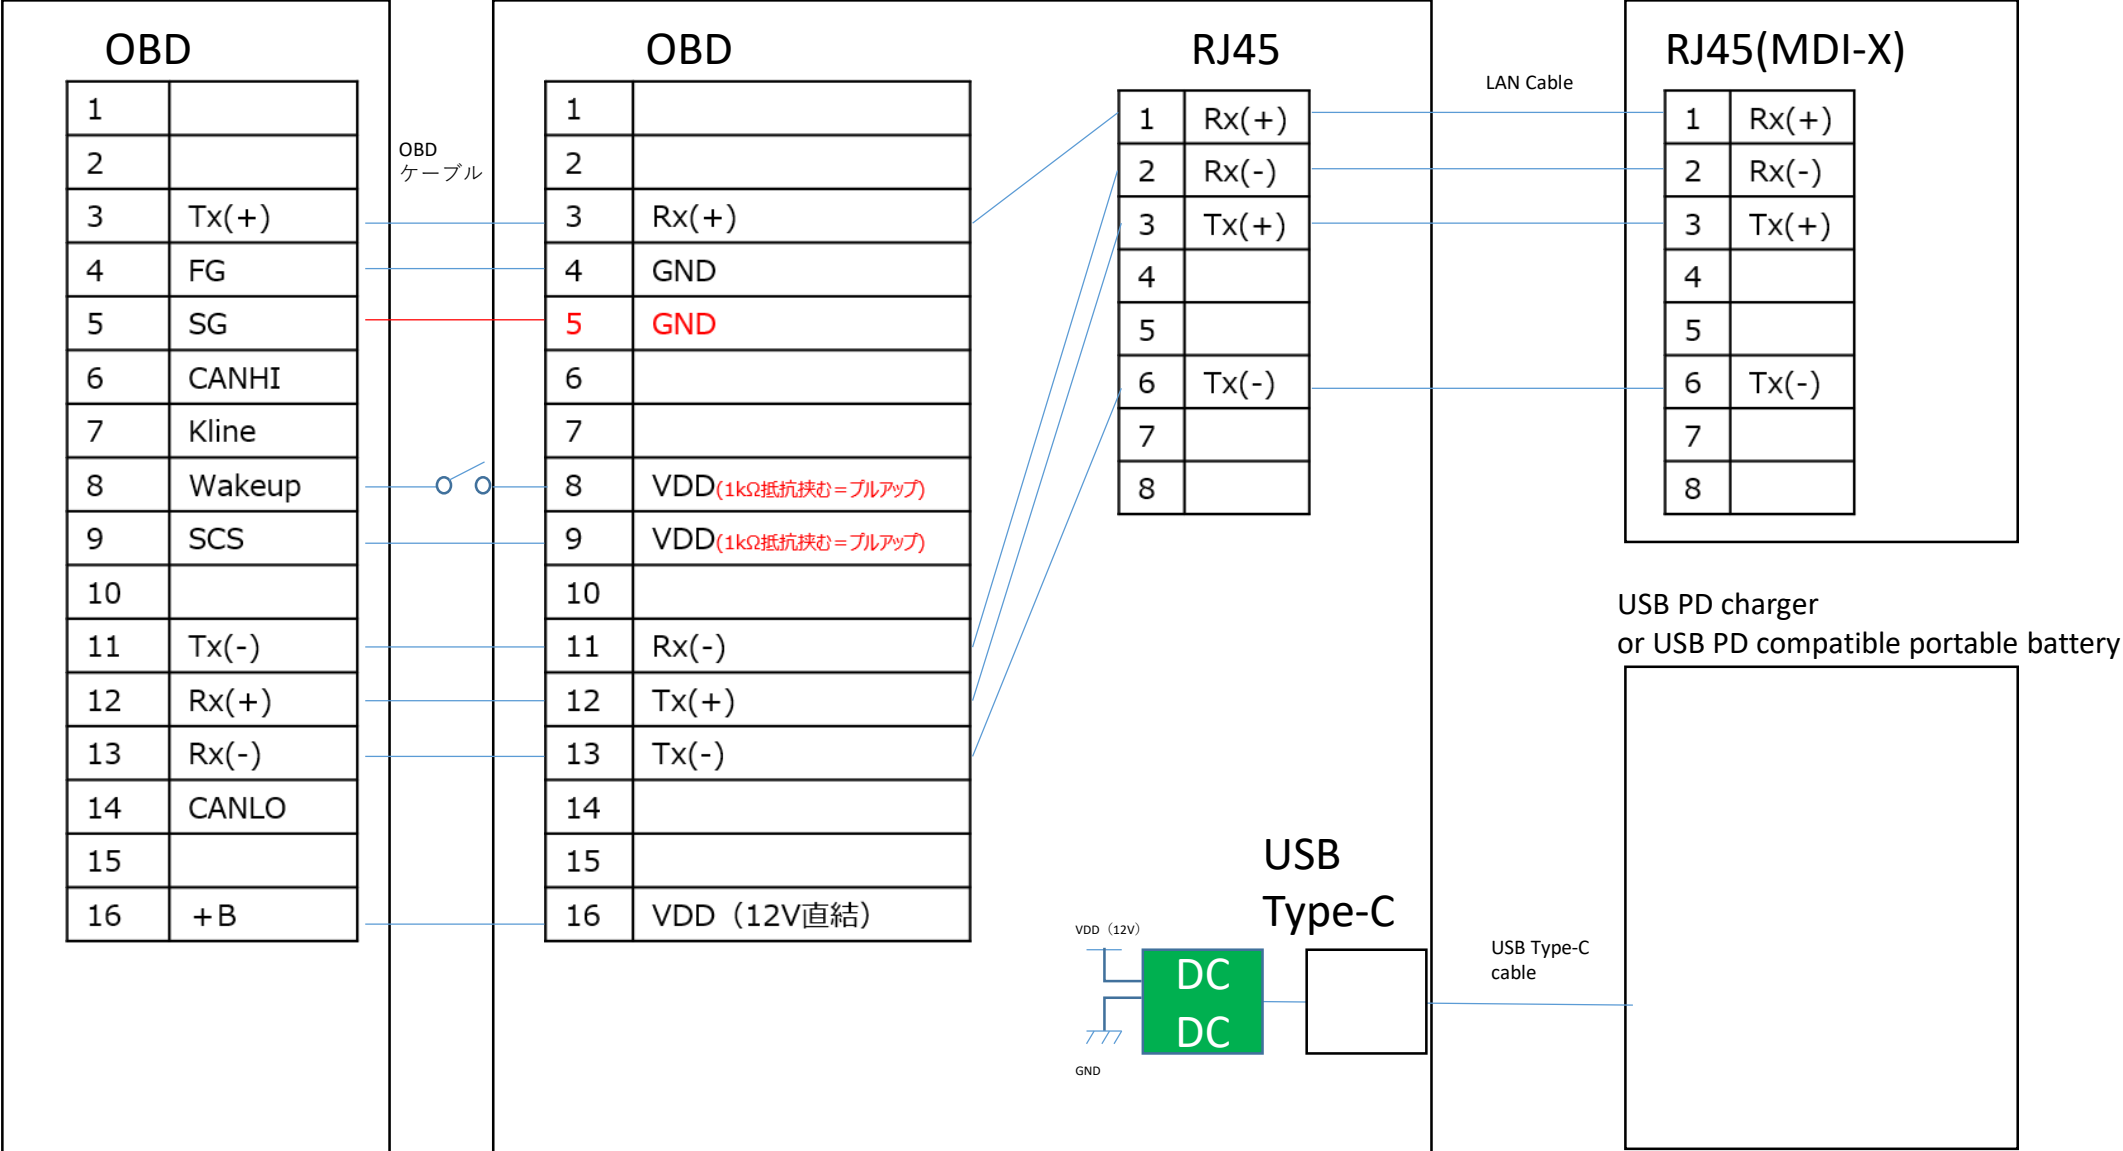 OBD
1
2
3 Tx(+)
4 FG
5 SG
6 CANHI
7 Kline
8 Wakeup
9 SCS
10
11 Tx(-)
12 Rx(+)
13 Rx(-)
14 CANLO
15
16 +B
OBD
ケーブル
OBD
1
2
3 Rx(+)
4 GND
5 GND
6
7
8 VDD(1kΩ抵抗挟む=プルアップ)
9 VDD(1kΩ抵抗挟む=プルアップ)
10
11 Rx(-)
12 Tx(+)
13 Tx(-)
14
15
16 VDD（12V直結）
RJ45
1 Rx(+)
2 Rx(-)
3 Tx(+)
4
5
6 Tx(-)
7
8
LAN Cable
RJ45(MDI-X)
1 Rx(+)
2 Rx(-)
3 Tx(+)
4
5
6 Tx(-)
7
8
USB PD charger
or USB PD compatible portable battery
USB
Type-C
VDD（12V）
DC
DC
GND
USB Type-C
cable